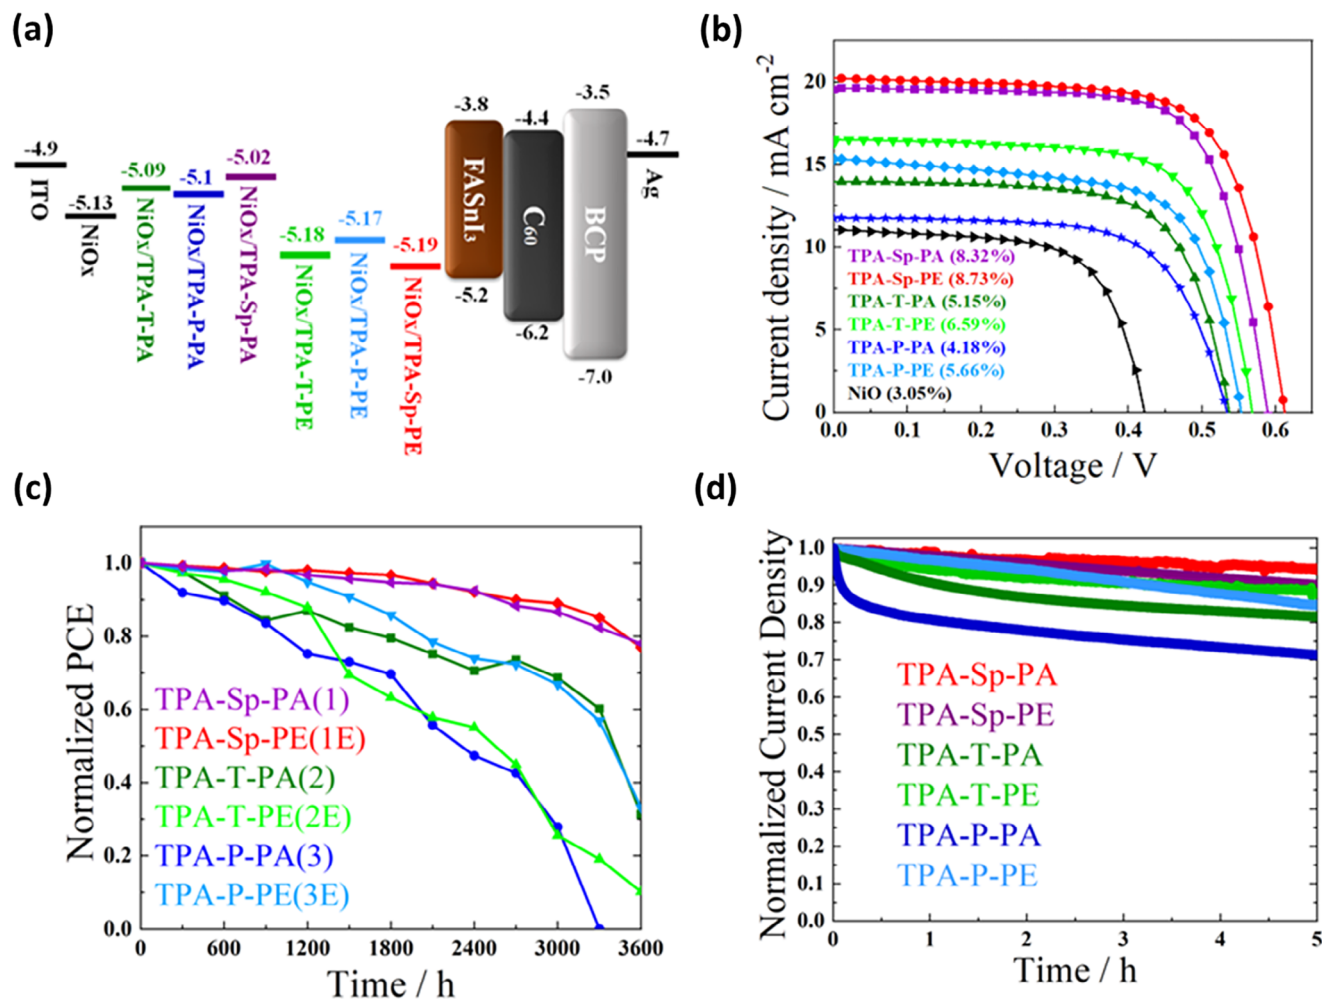 (a)
-4.9
ITO
-5.13
NiOx
-5.09
NiOx/TPA-T-PA
-5.1
NiOx/TPA-P-PA
-5.02
NiOx/TPA-Sp-PA
-5.18
NiOx/TPA-T-PE
-5.17
NiOx/TPA-P-PE
-5.19
NiOx/TPA-Sp-PE
-3.8
FASnI3
-5.2
-4.4
C60
-6.2
-3.5
BCP
-7.0
-4.7
Ag
(b)
Current density / mA cm-2
20
15
10
5
0
TPA-Sp-PA (8.32%)
TPA-Sp-PE (8.73%)
TPA-T-PA (5.15%)
TPA-T-PE (6.59%)
TPA-P-PA (4.18%)
TPA-P-PE (5.66%)
NiO (3.05%)
0.0 0.1 0.2 0.3 0.4 0.5 0.6
Voltage / V
(c)
Normalized PCE
1.0
0.8
0.6
0.4
0.2
0.0
TPA-Sp-PA(1)
TPA-Sp-PE(1E)
TPA-T-PA(2)
TPA-T-PE(2E)
TPA-P-PA(3)
TPA-P-PE(3E)
0 600 1200 1800 2400 3000 3600
Time / h
(d)
Normalized Current Density
1.0
0.9
0.8
0.7
0.6
0.5
0.4
0.3
0.2
0.1
0.0
TPA-Sp-PA
TPA-Sp-PE
TPA-T-PA
TPA-T-PE
TPA-P-PA
TPA-P-PE
0 1 2 3 4 5
Time / h